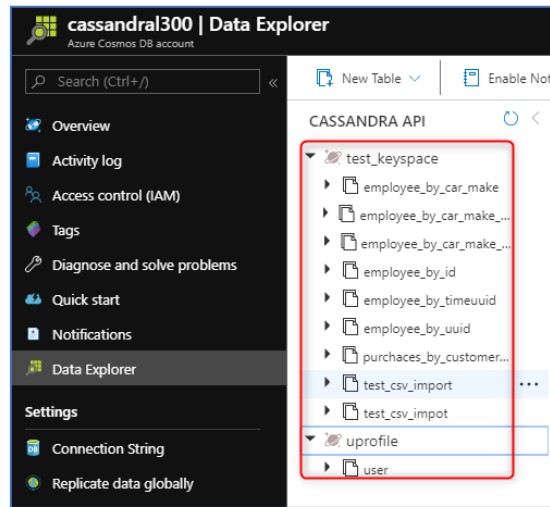 cassandral300 | Data Explorer
Azure Cosmos DB account
Search (Ctrl+/)
«
Overview
Activity log
Access control (IAM)
Tags
Diagnose and solve problems
Quick start
Notifications
Data Explorer
Settings
Connection String
Replicate data globally
New Table
Enable Not
CASSANDRA API
test_keyspace
employee_by_car_make
employee_by_car_make_...
employee_by_car_make_...
employee_by_id
employee_by_timeuuid
employee_by_uuid
purchaces_by_customer...
test_csv_import
...
test_csv_impot
uprofile
user